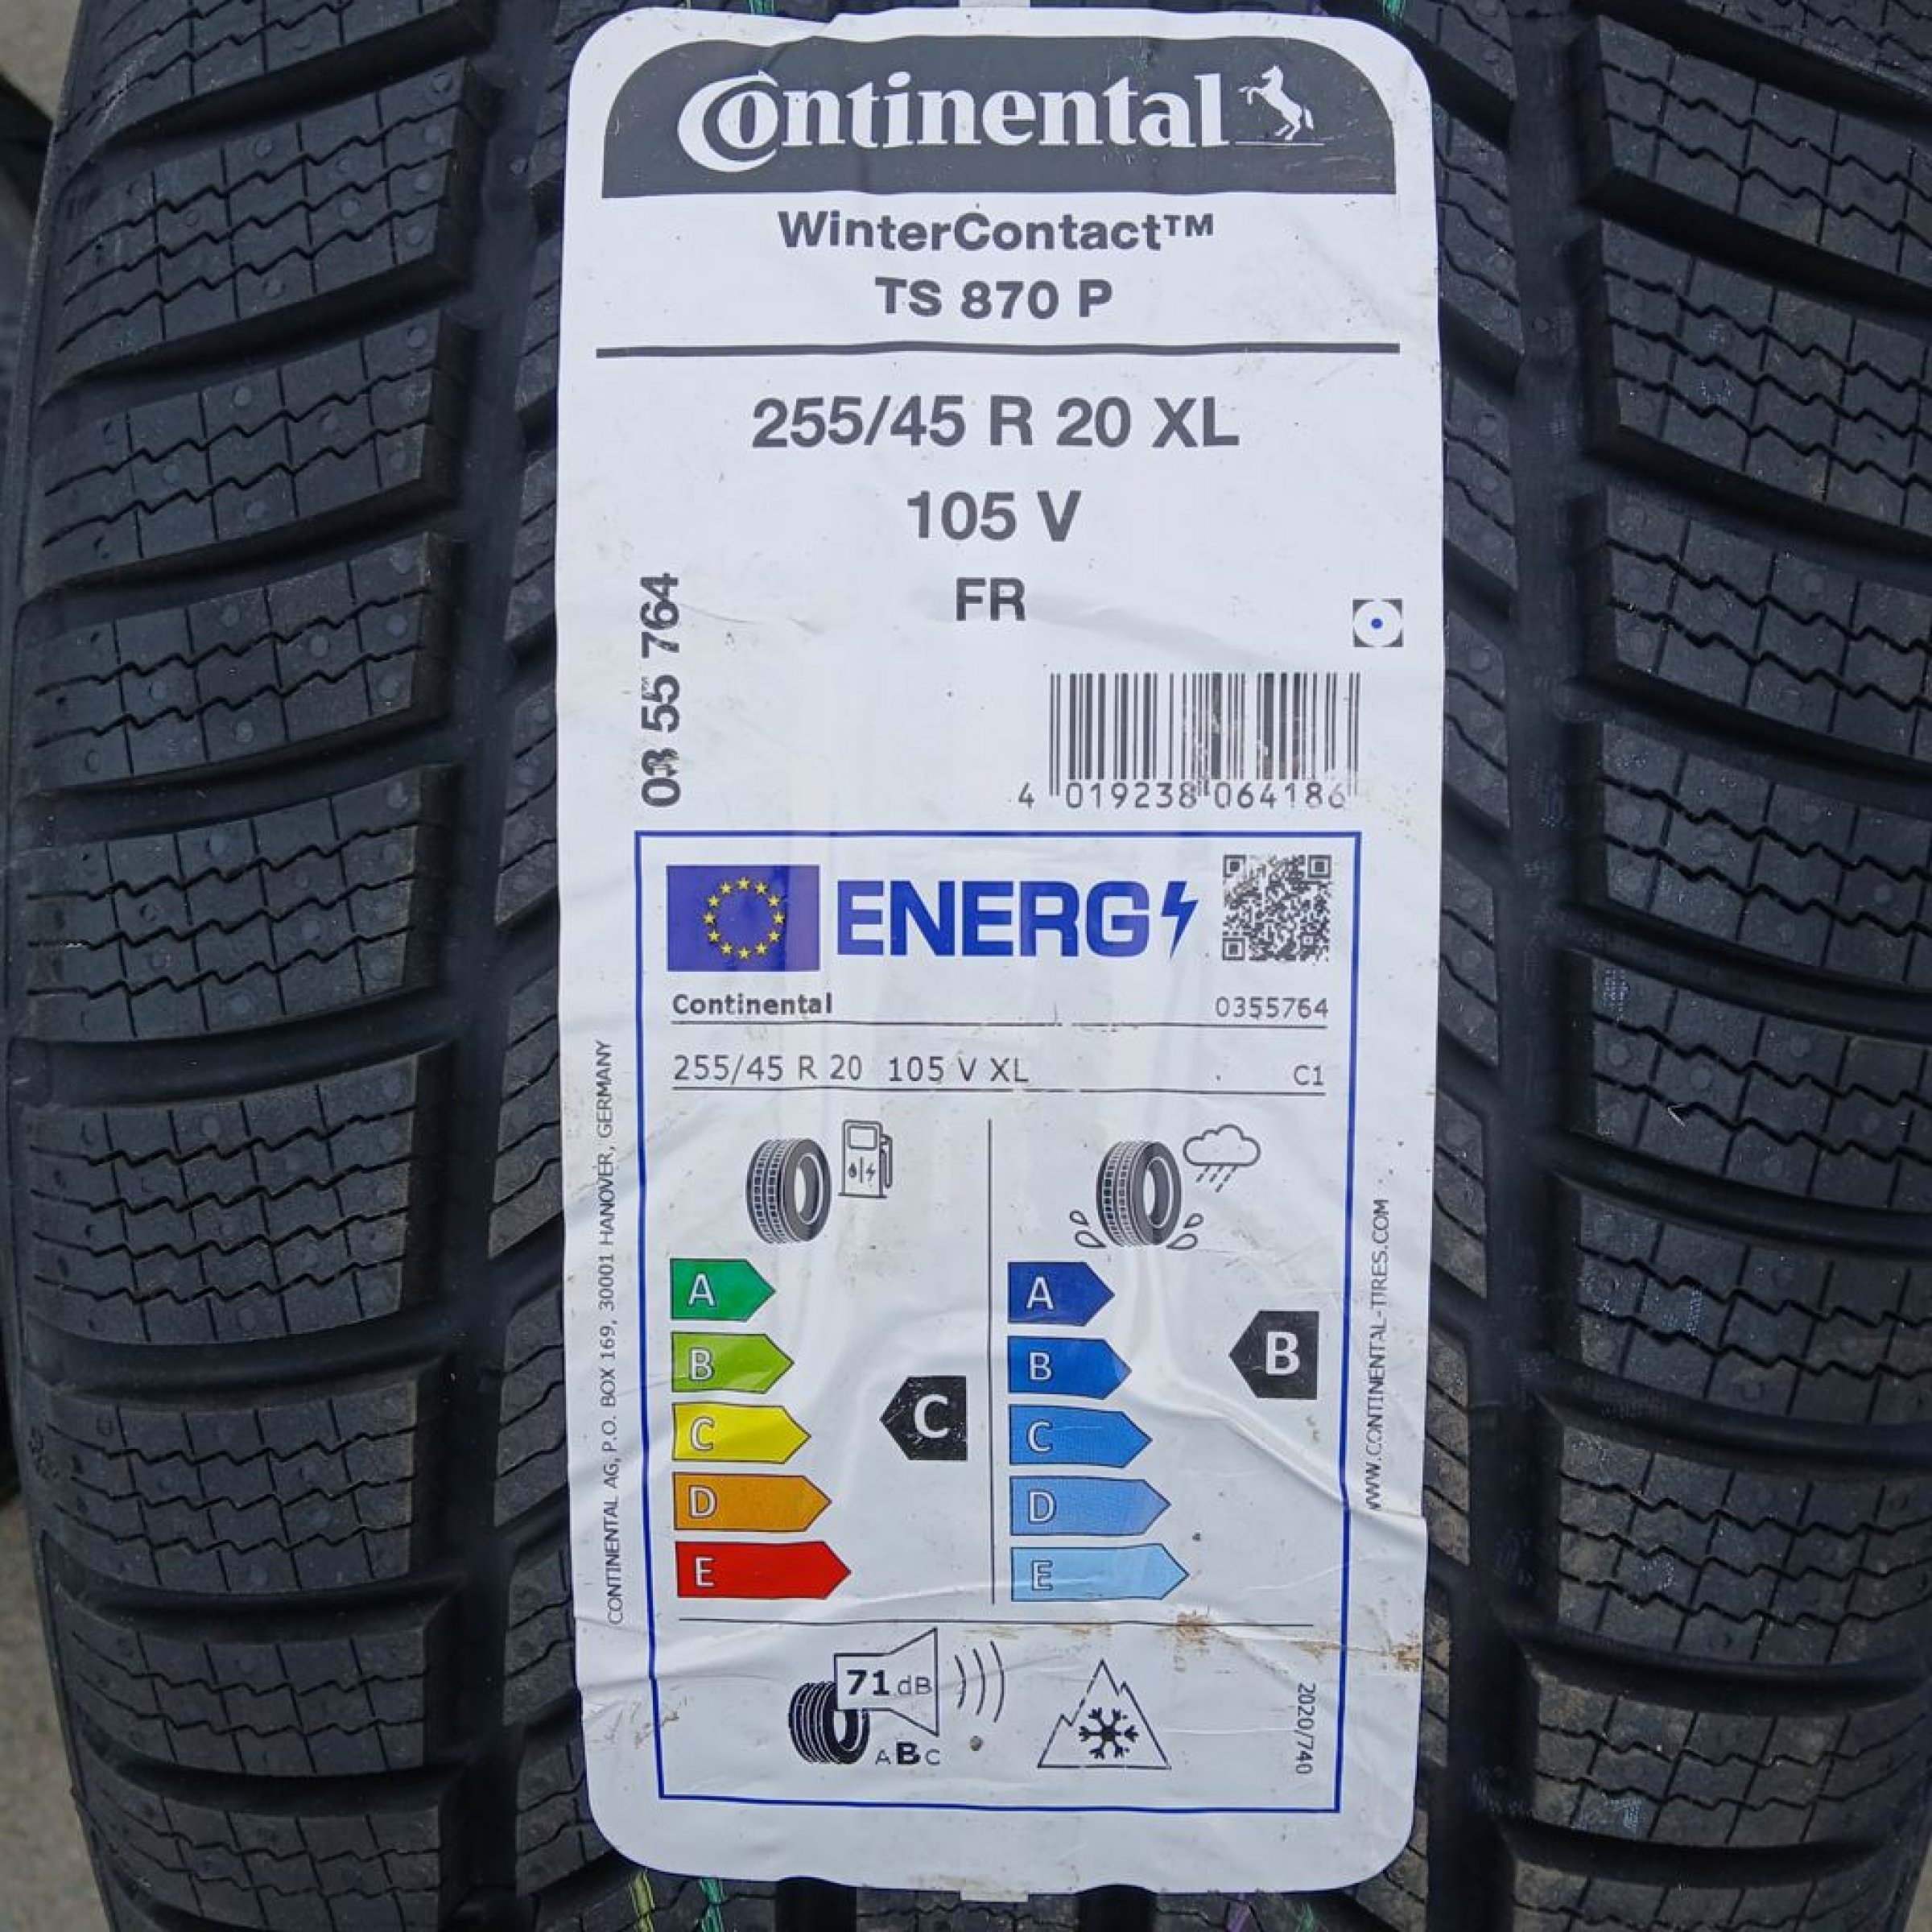 Continental
WinterContact™
TS 870 P
255/45 R 20 XL
105 V
FR
03 55 764
4 019238 064186
ENERG
Continental 0355764
255/45 R 20 105 V XL C1
A
B
C
D
E
C
A
B
C
D
E
B
71 dB
ABC
2020/740
CONTINENTAL AG, P.O. BOX 169, 30001 HANOVER, GERMANY
WWW.CONTINENTAL-TIRES.COM